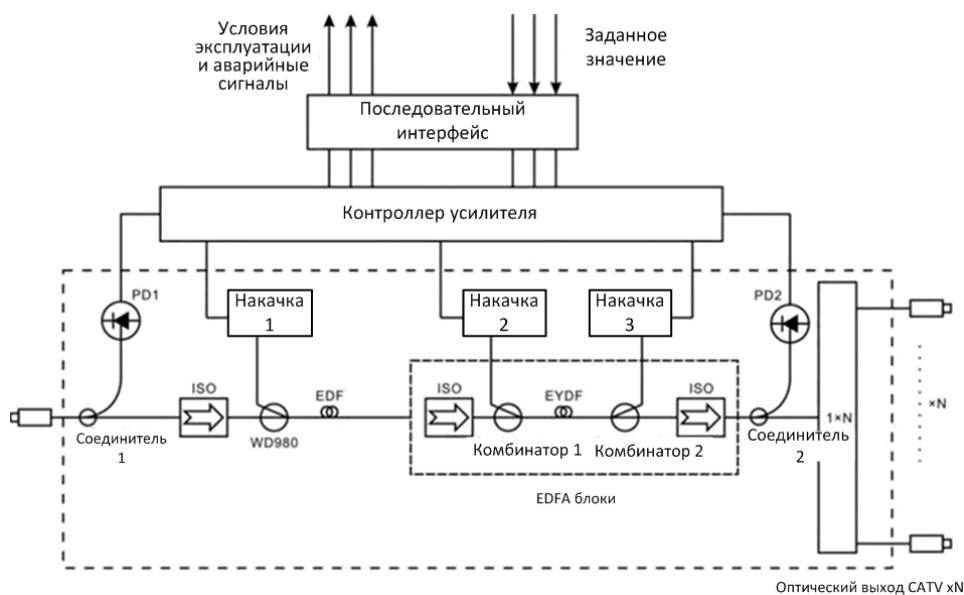 Условия
эксплуатации
и аварийные
сигналы
Заданное
значение
Последовательный
интерфейс
Контроллер усилителя
PD1
Накачка
1
Накачка
2
Накачка
3
PD2
ISO
EDF
ISO
EYDF
ISO
1×N
×N
Соединитель
1
WD980
Комбинатор 1
Комбинатор 2
Соединитель
2
EDFA блоки
Оптический выход CATV xN